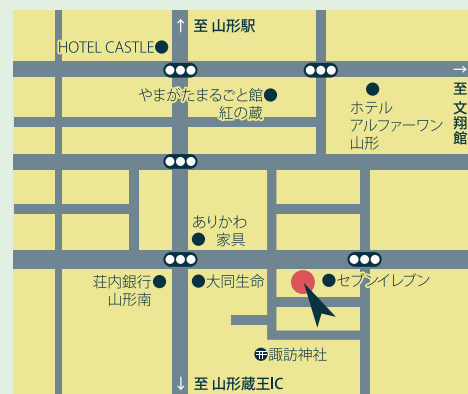 ↑ 至 山形駅
HOTEL CASTLE
→
至 文翔館
やまがたまるごと館
紅の蔵
ホテル
アルファーワン
山形
ありかわ
家具
荘内銀行
山形南
大同生命
セブンイレブン
諏訪神社
↓ 至 山形蔵王IC